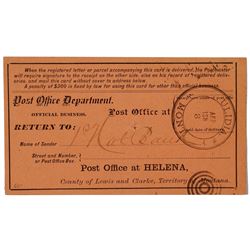 When the registered letter or parcel accompanying this card is delivered, the Postmaster
will require signature to the receipt on the other side, also on his record of registered deliv-
eries, and mail this card without cover to address below.
A penalty of $300 is fixed by law for using this card for other than official business.
Post Office Department. Post Office at
OFFICIAL BUSINESS.
RETURN TO:
Name of Sender
Street and Number,
or Post Office Box
Post Office at HELENA,
County of Lewis and Clarke, Territory of Montana.